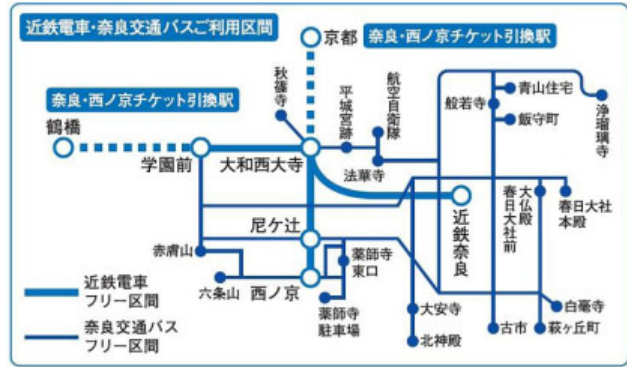 近鉄電車・奈良交通バスご利用区間
京都
奈良・西ノ京チケット引換駅
奈良・西ノ京チケット引換駅
鶴橋
学園前
大和西大寺
秋篠寺
平城宮跡
航空自衛隊
法華寺
般若寺
青山住宅
飯守町
浄瑠璃寺
近鉄奈良
大仏殿
春日大社前
春日大社
本殿
尼ケ辻
赤膚山
六条山
西ノ京
薬師寺
東口
薬師寺
駐車場
大安寺
北神殿
古市
白毫寺
萩ヶ丘町
近鉄電車
フリー区間
奈良交通バス
フリー区間